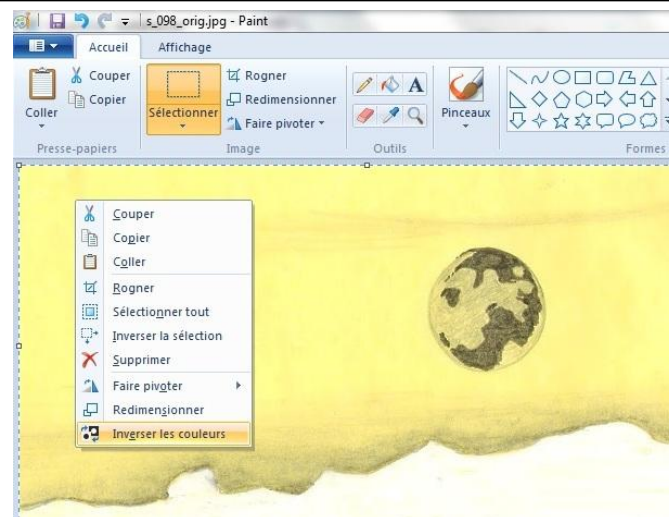 s_098_orig.jpg - Paint
Accueil Affichage
Coller
Couper
Copier
Presse-papiers
Sélectionner
Rogner
Redimensionner
Faire pivoter
Image
A
Outils
Pinceaux
Formes
Couper
Copier
Coller
Rogner
Sélectionner tout
Inverser la sélection
Supprimer
Faire pivoter
Redimensionner
Inverser les couleurs